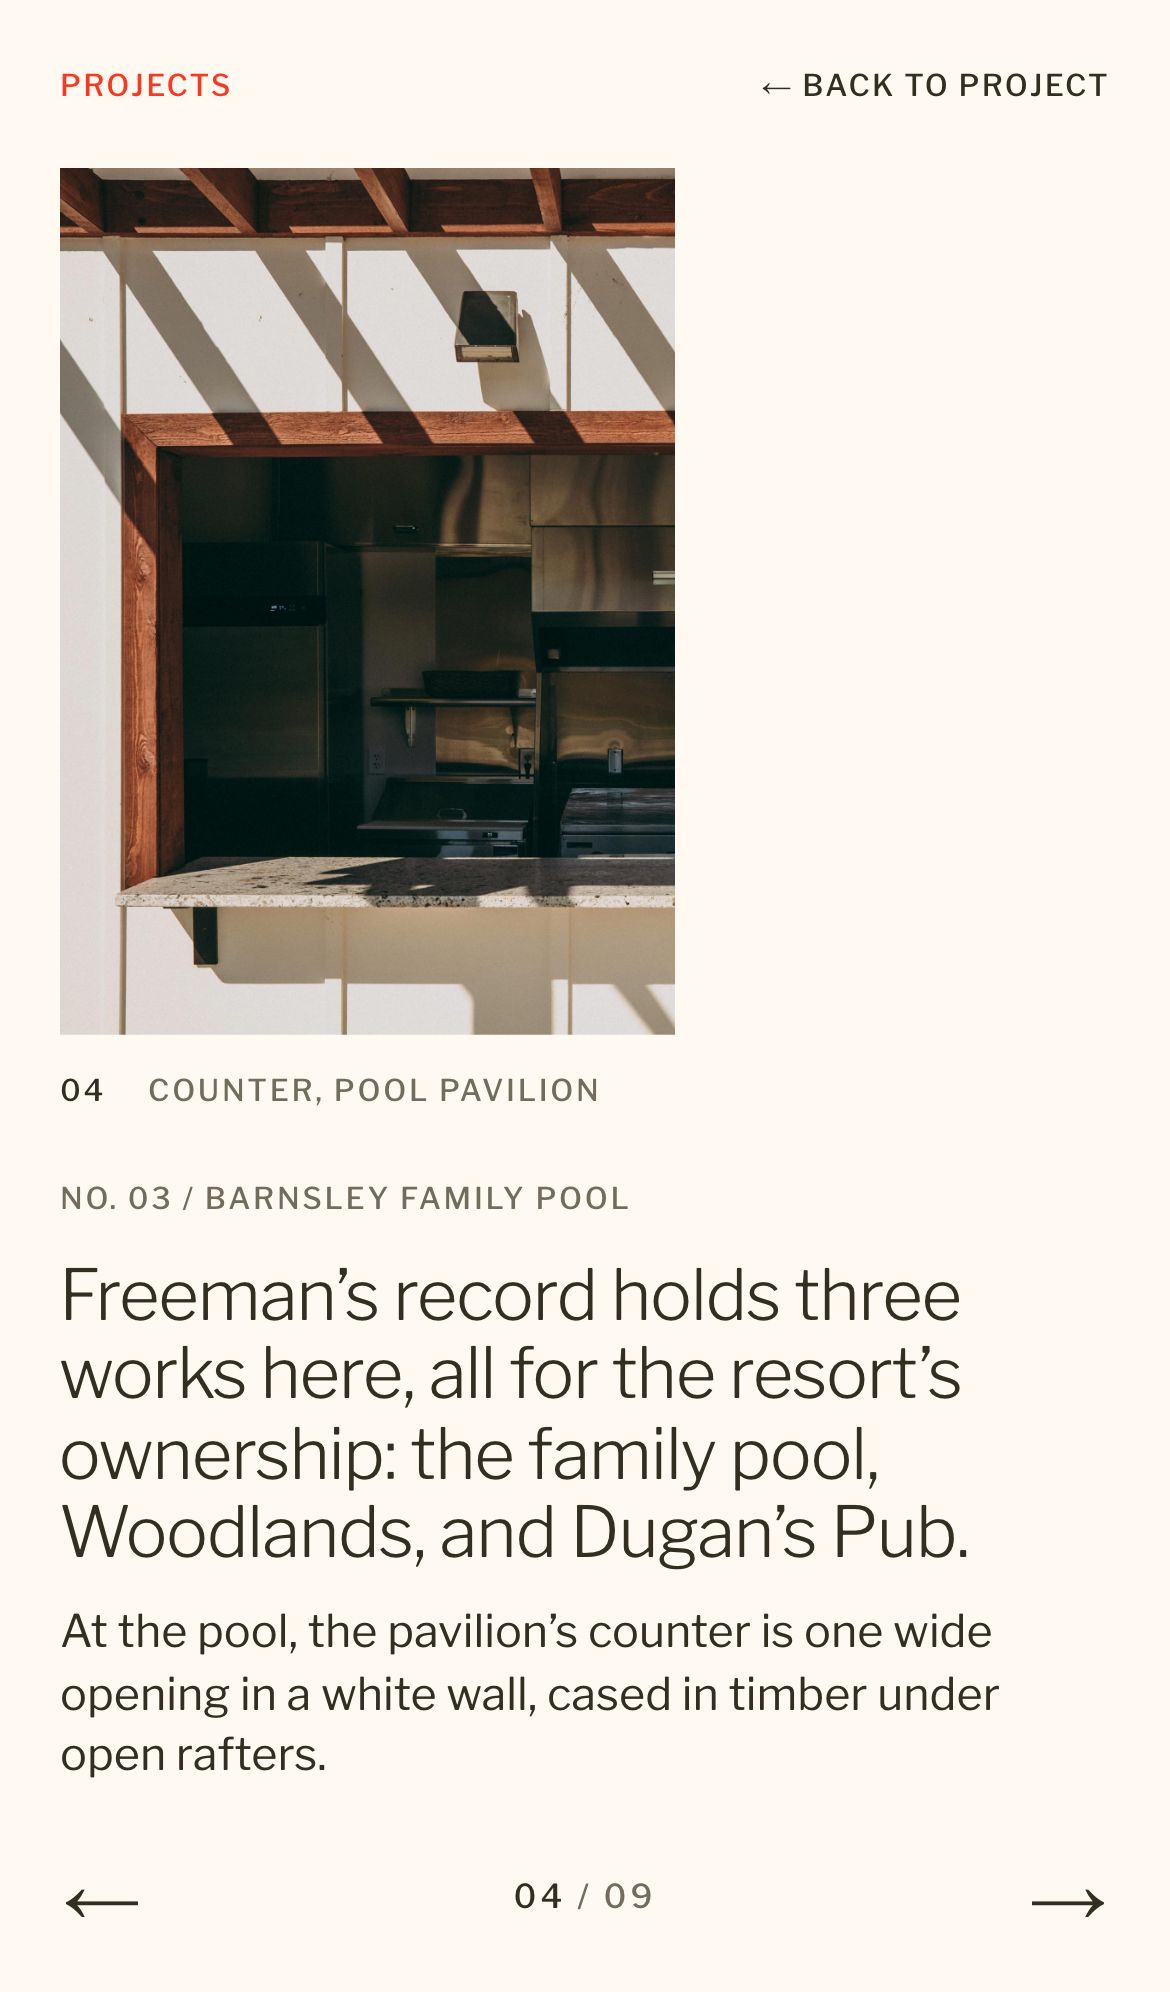 PROJECTS
← BACK TO PROJECT
04 COUNTER, POOL PAVILION
NO. 03 / BARNSLEY FAMILY POOL
Freeman’s record holds three
works here, all for the resort’s
ownership: the family pool,
Woodlands, and Dugan’s Pub.
At the pool, the pavilion’s counter is one wide
opening in a white wall, cased in timber under
open rafters.
← 04 / 09 →